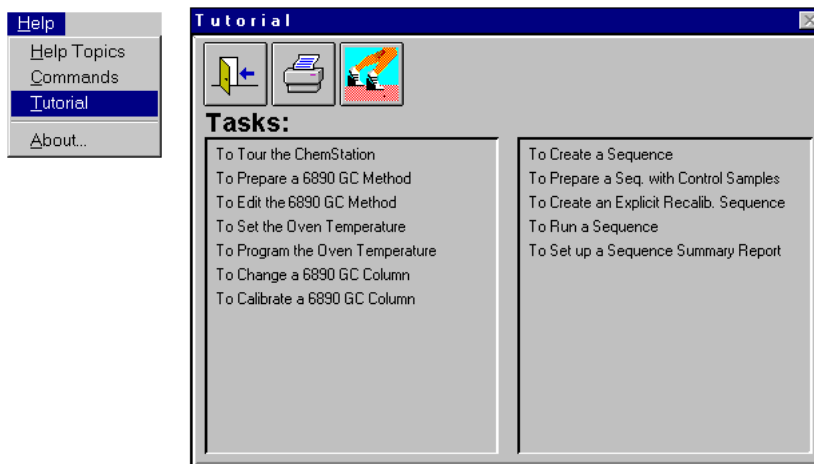 Help
Help Topics
Commands
Tutorial
About...
Tutorial
Tasks:
To Tour the ChemStation
To Prepare a 6890 GC Method
To Edit the 6890 GC Method
To Set the Oven Temperature
To Program the Oven Temperature
To Change a 6890 GC Column
To Calibrate a 6890 GC Column
To Create a Sequence
To Prepare a Seq. with Control Samples
To Create an Explicit Recalib. Sequence
To Run a Sequence
To Set up a Sequence Summary Report